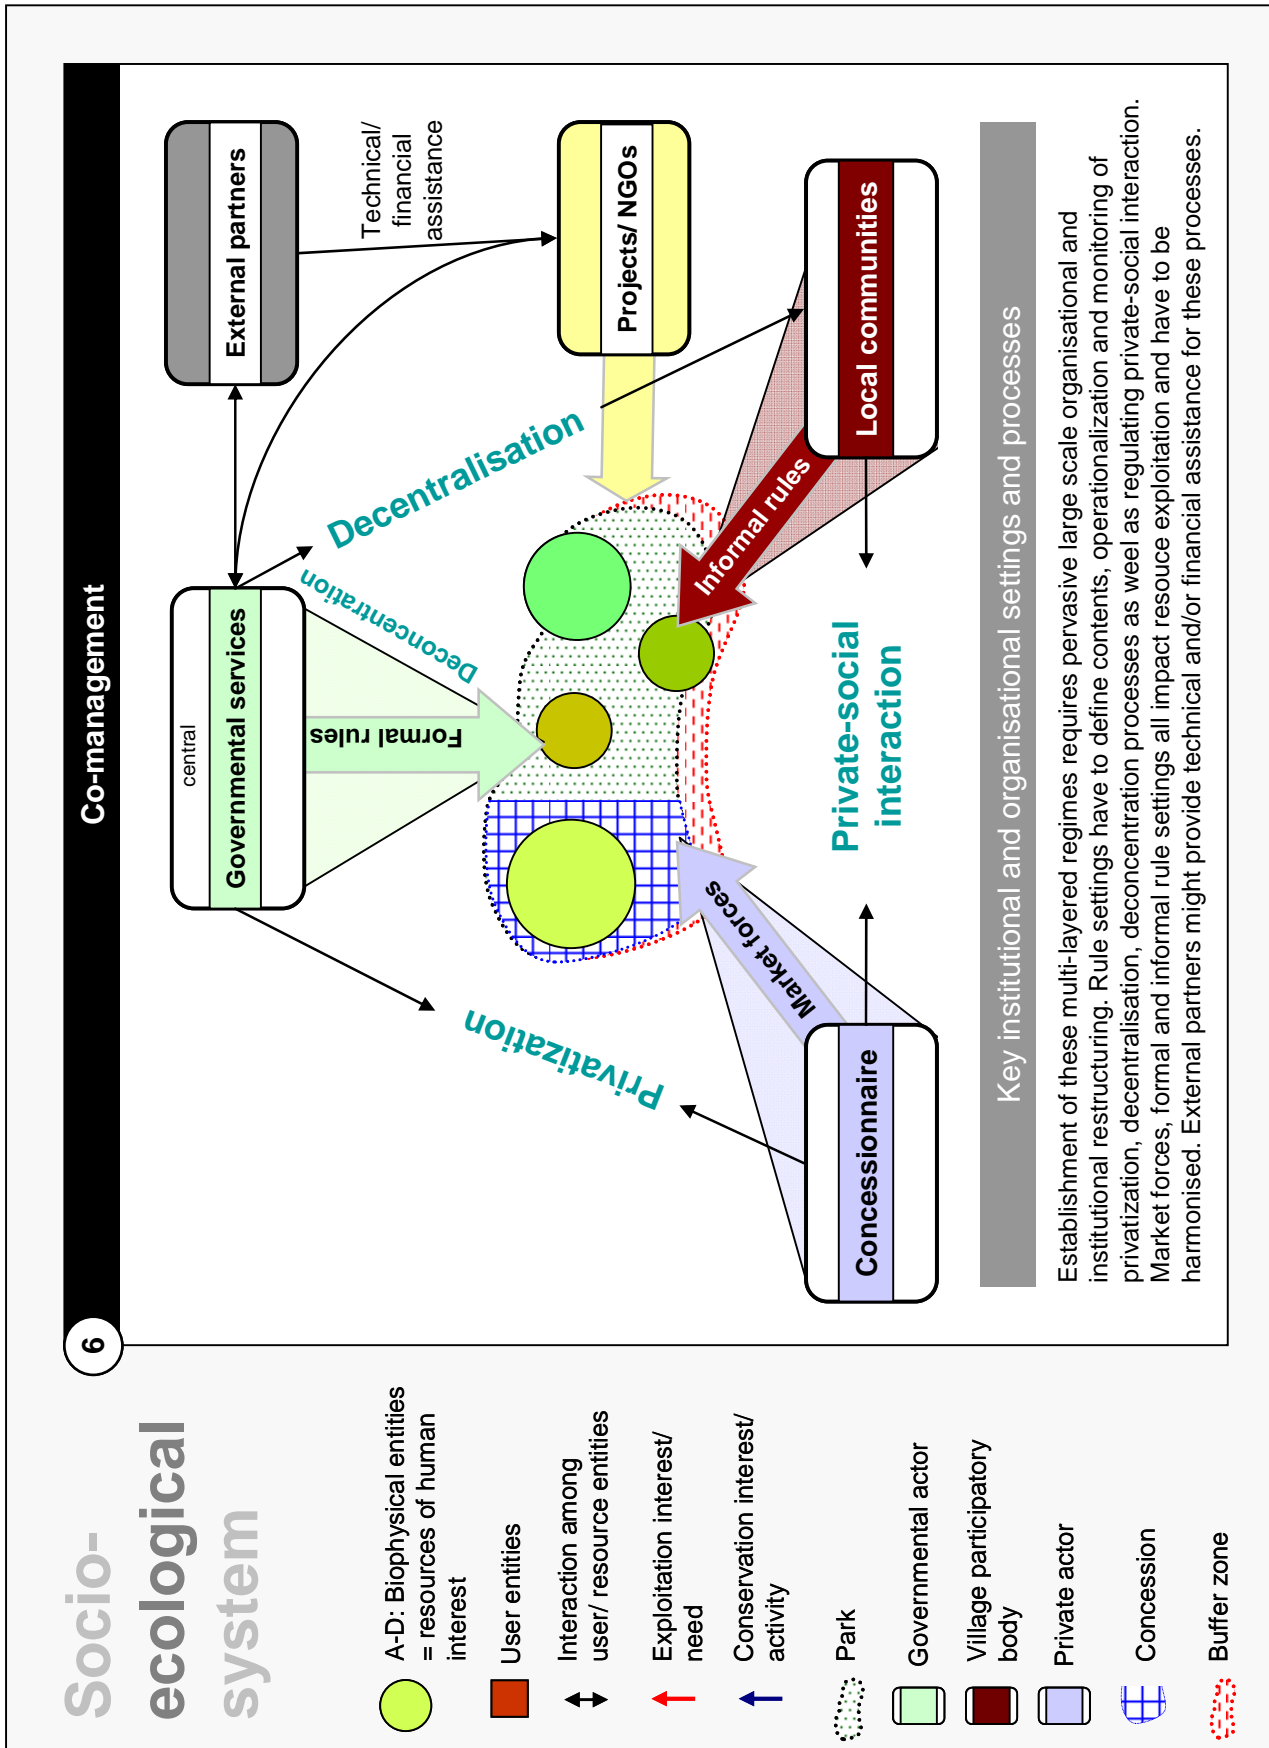 Socio-
ecological
system
A-D: Biophysical entities
= resources of human
interest
User entities
Interaction among
user/ resource entities
Exploitation interest/
need
Conservation interest/
activity
Park
Governmental actor
Village participatory
body
Private actor
Concession
Buffer zone
6
Co-management
central
Governmental services
External partners
Technical/
financial
assistance
Formal rules
Deconcentration
Decentralisation
Projects/ NGOs
Privatization
Market forces
Informal rules
Concessionnaire
Private-social
interaction
Local communities
Key institutional and organisational settings and processes
Establishment of these multi-layered regimes requires pervasive large scale organisational and
institutional restructuring. Rule settings have to define contents, operationalization and monitoring of
privatization, decentralisation, deconcentration processes as weel as regulating private-social interaction.
Market forces, formal and informal rule settings all impact resouce exploitation and have to be
harmonised. External partners might provide technical and/or financial assistance for these processes.